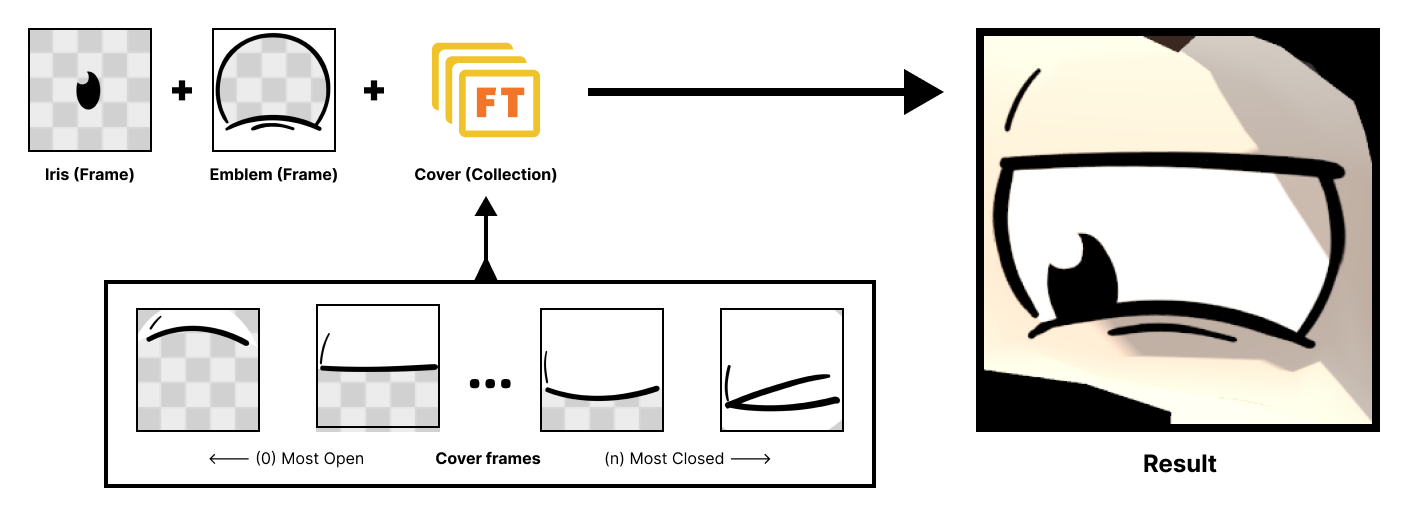 FT
Iris (Frame)
Emblem (Frame)
Cover (Collection)
(0) Most Open
Cover frames
(n) Most Closed
Result